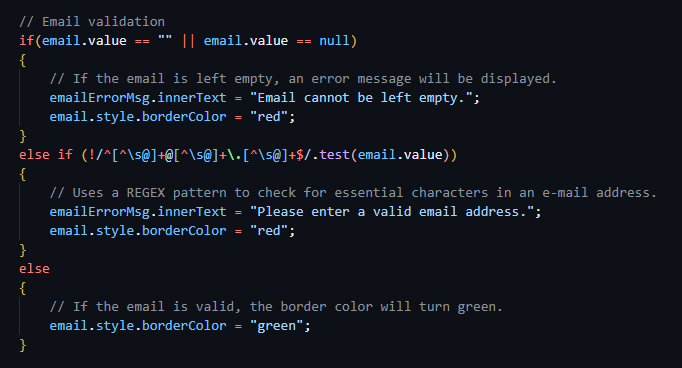 // Email validation
if(email.value == "" || email.value == null)
{
    // If the email is left empty, an error message will be displayed.
    emailErrorMsg.innerText = "Email cannot be left empty.";
    email.style.borderColor = "red";
}
else if (!/^[^\s@]+@[^\s@]+\.[^\s@]+$/.test(email.value))
{
    // Uses a REGEX pattern to check for essential characters in an e-mail address.
    emailErrorMsg.innerText = "Please enter a valid email address.";
    email.style.borderColor = "red";
}
else
{
    // If the email is valid, the border color will turn green.
    email.style.borderColor = "green";
}